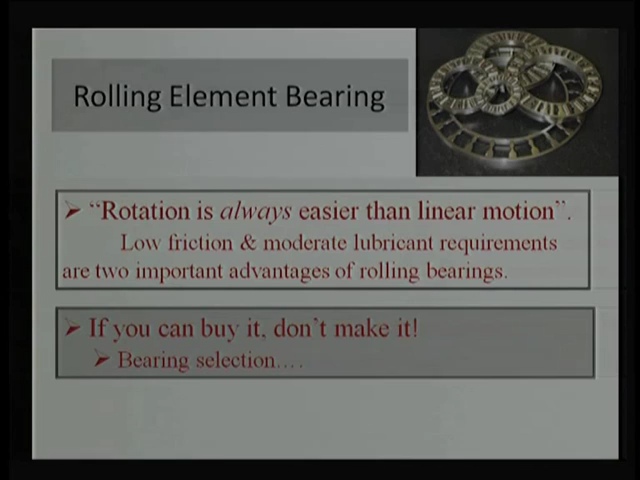 Rolling Element Bearing
➢ “Rotation is always easier than linear motion”.
Low friction & moderate lubricant requirements
are two important advantages of rolling bearings.
➢ If you can buy it, don’t make it!
➢ Bearing selection….